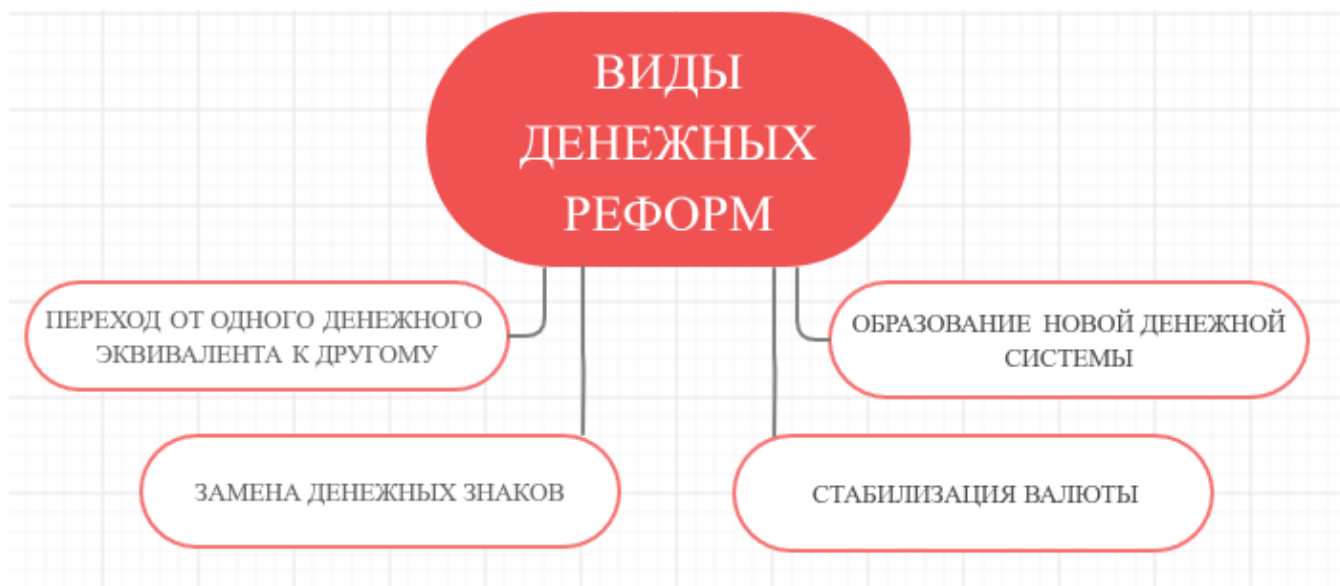 ВИДЫ
ДЕНЕЖНЫХ
РЕФОРМ
ПЕРЕХОД ОТ ОДНОГО ДЕНЕЖНОГО
ЭКВИВАЛЕНТА К ДРУГОМУ
ОБРАЗОВАНИЕ НОВОЙ ДЕНЕЖНОЙ
СИСТЕМЫ
ЗАМЕНА ДЕНЕЖНЫХ ЗНАКОВ
СТАБИЛИЗАЦИЯ ВАЛЮТЫ